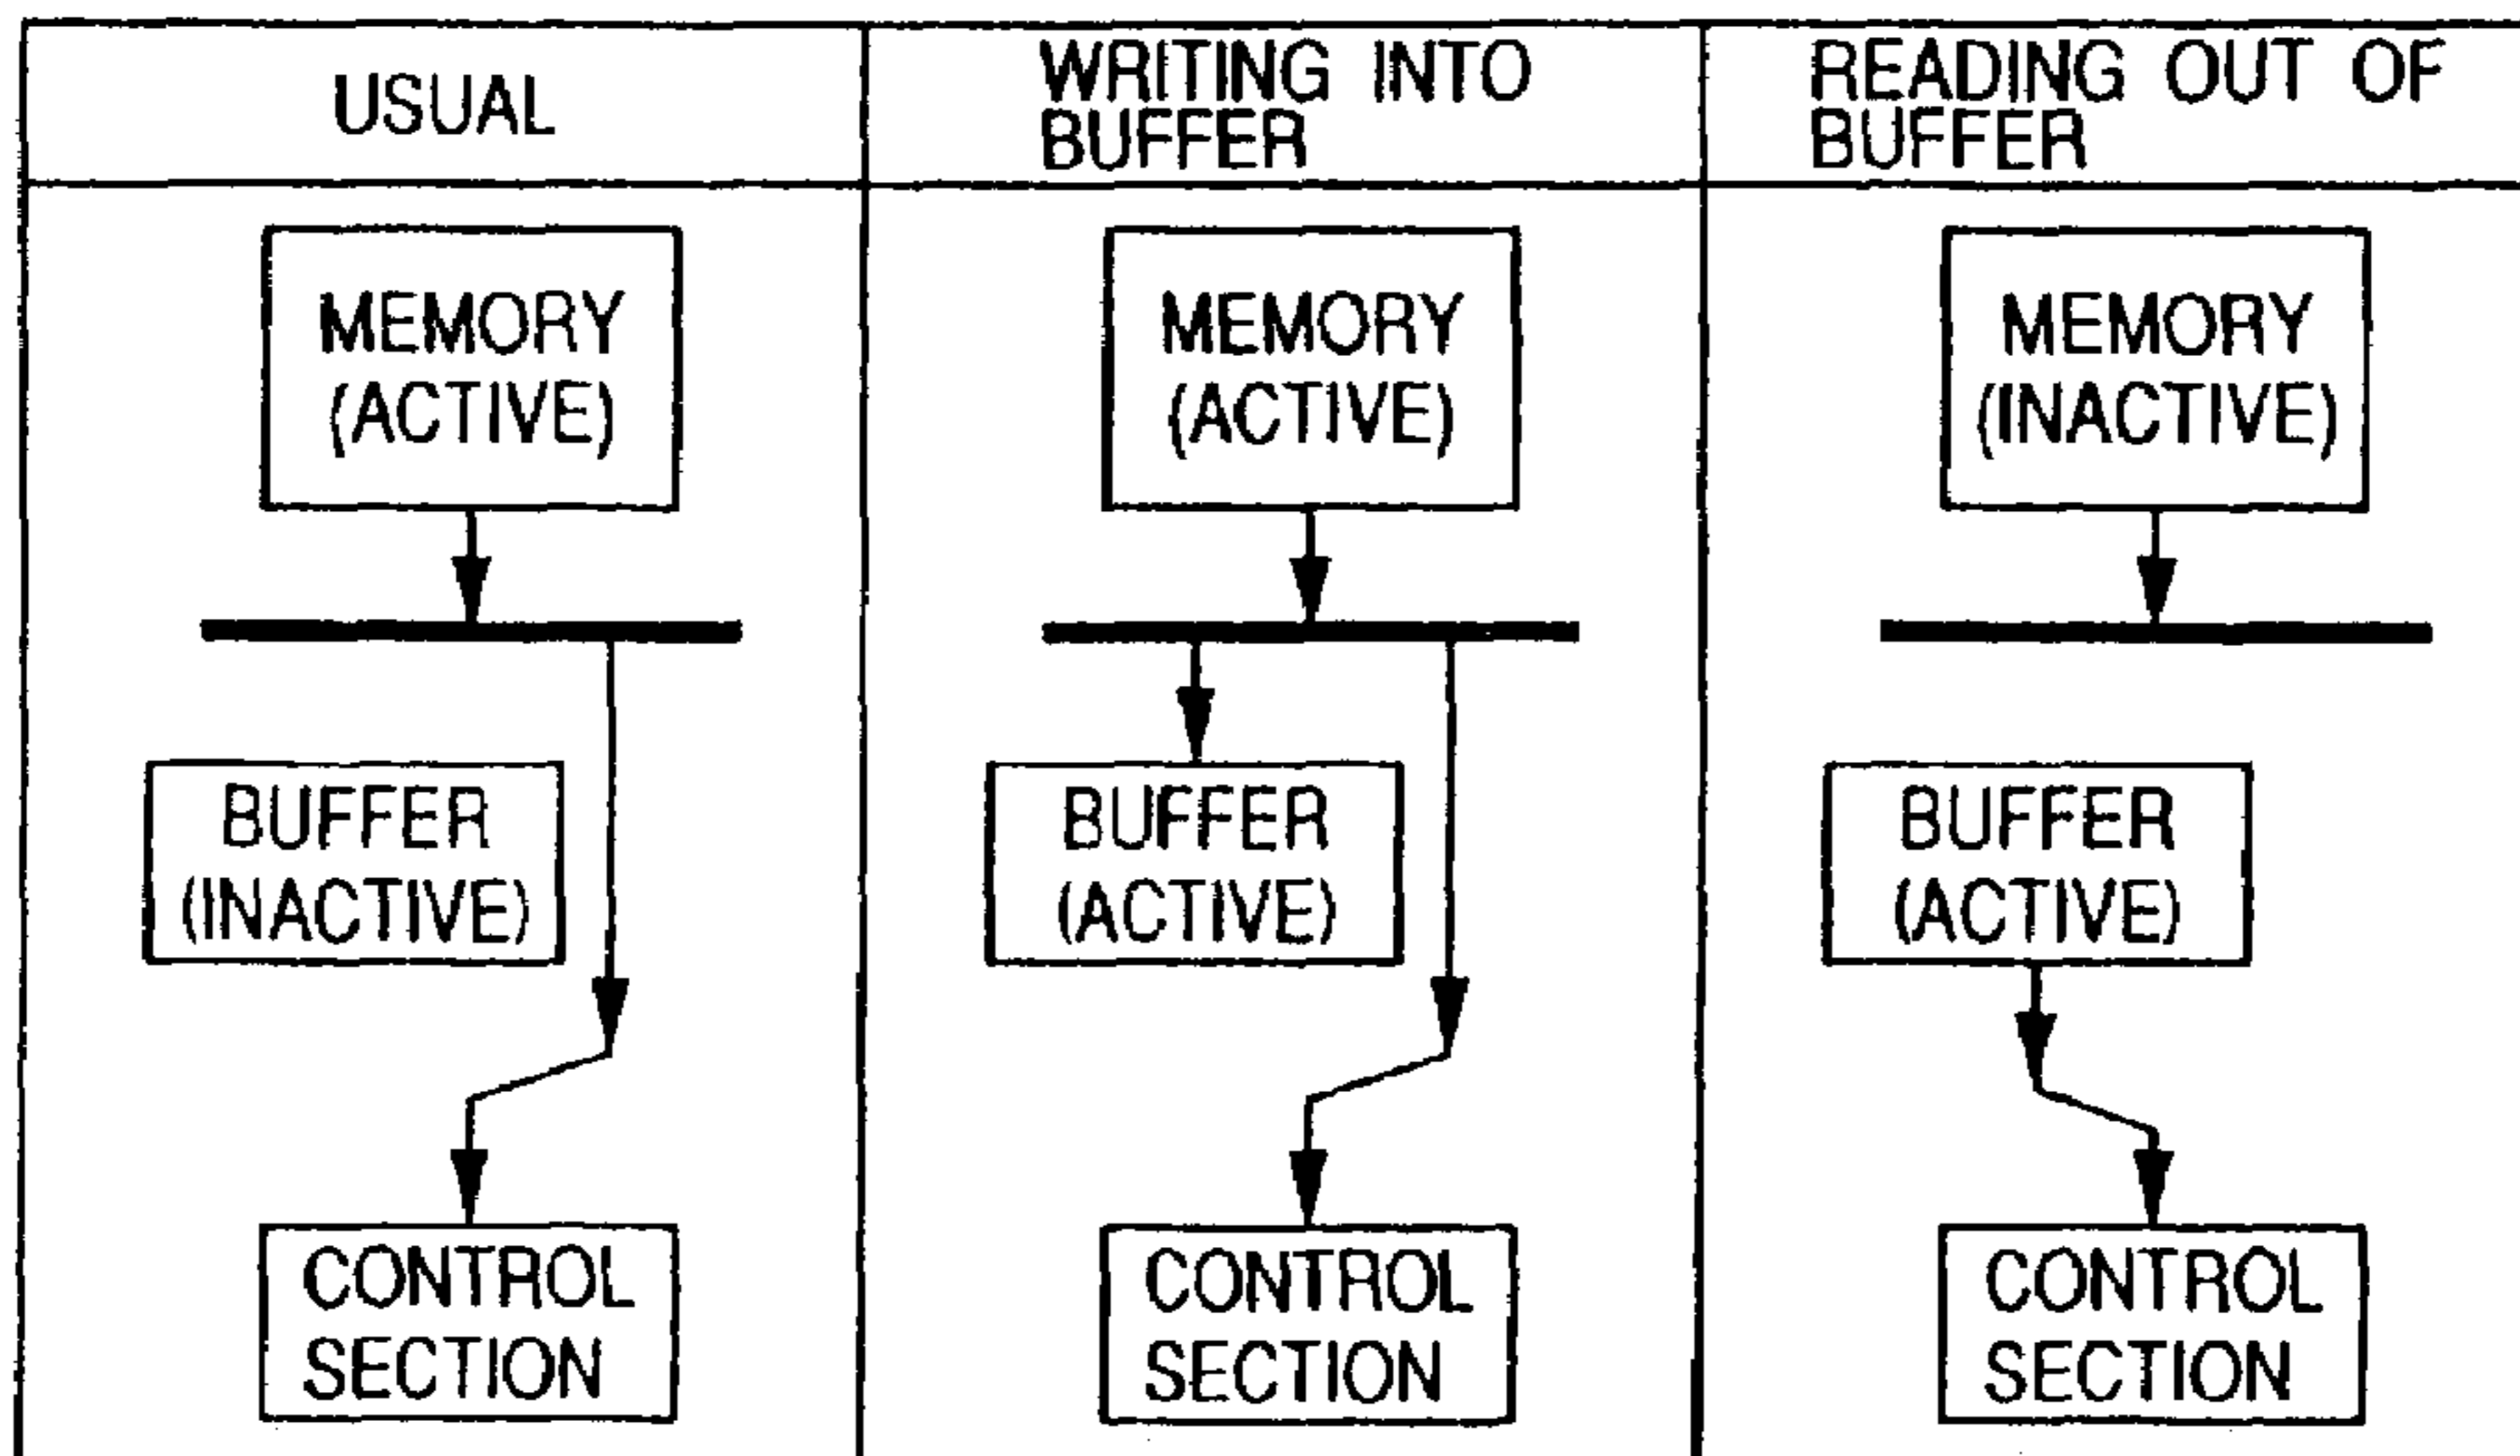 USUAL
WRITING INTO
BUFFER
READING OUT OF
BUFFER
MEMORY
(ACTIVE)
BUFFER
(INACTIVE)
CONTROL
SECTION
MEMORY
(ACTIVE)
BUFFER
(ACTIVE)
CONTROL
SECTION
MEMORY
(INACTIVE)
BUFFER
(ACTIVE)
CONTROL
SECTION